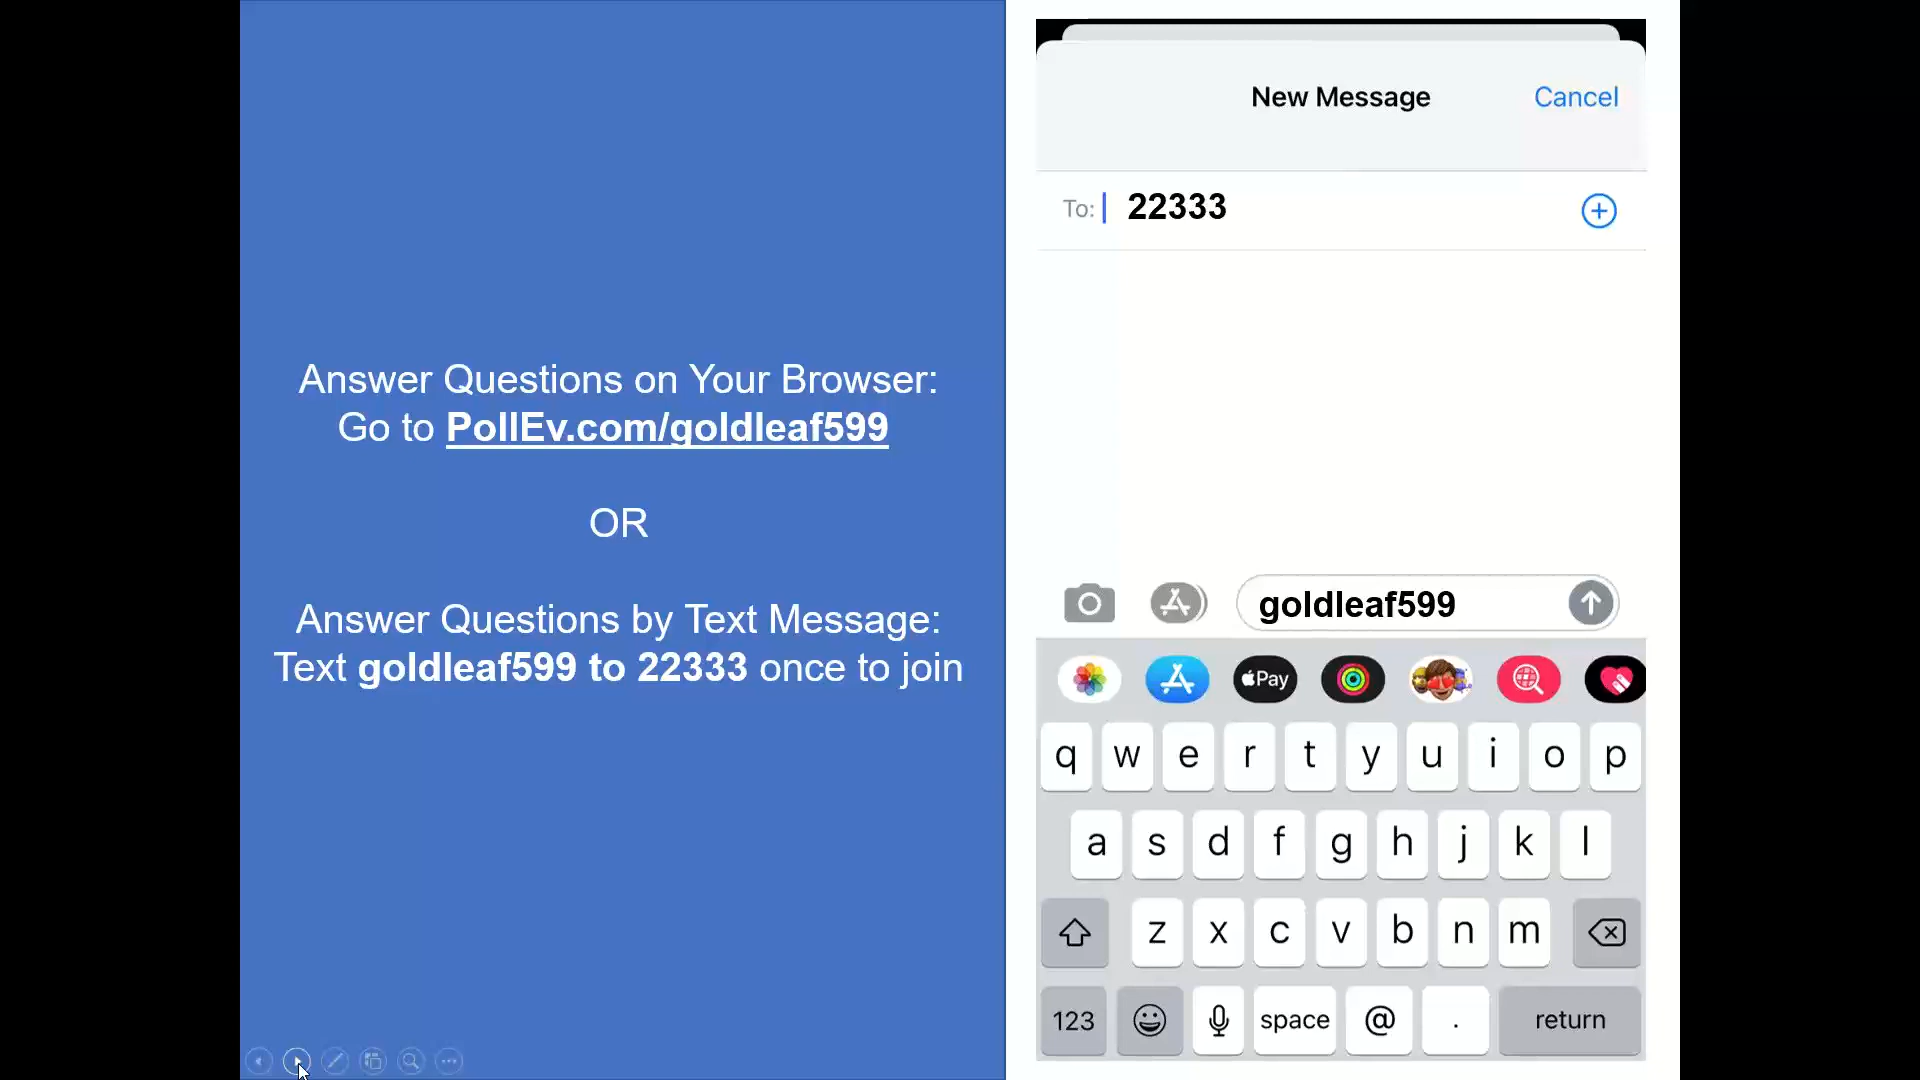 Answer Questions on Your Browser:
Go to PollEv.com/goldleaf599
OR
Answer Questions by Text Message:
Text goldleaf599 to 22333 once to join
New Message
Cancel
To: 22333
goldleaf599
Pay
q w e r t y u i o p
a s d f g h j k l
z x c v b n m
123 space @ . return